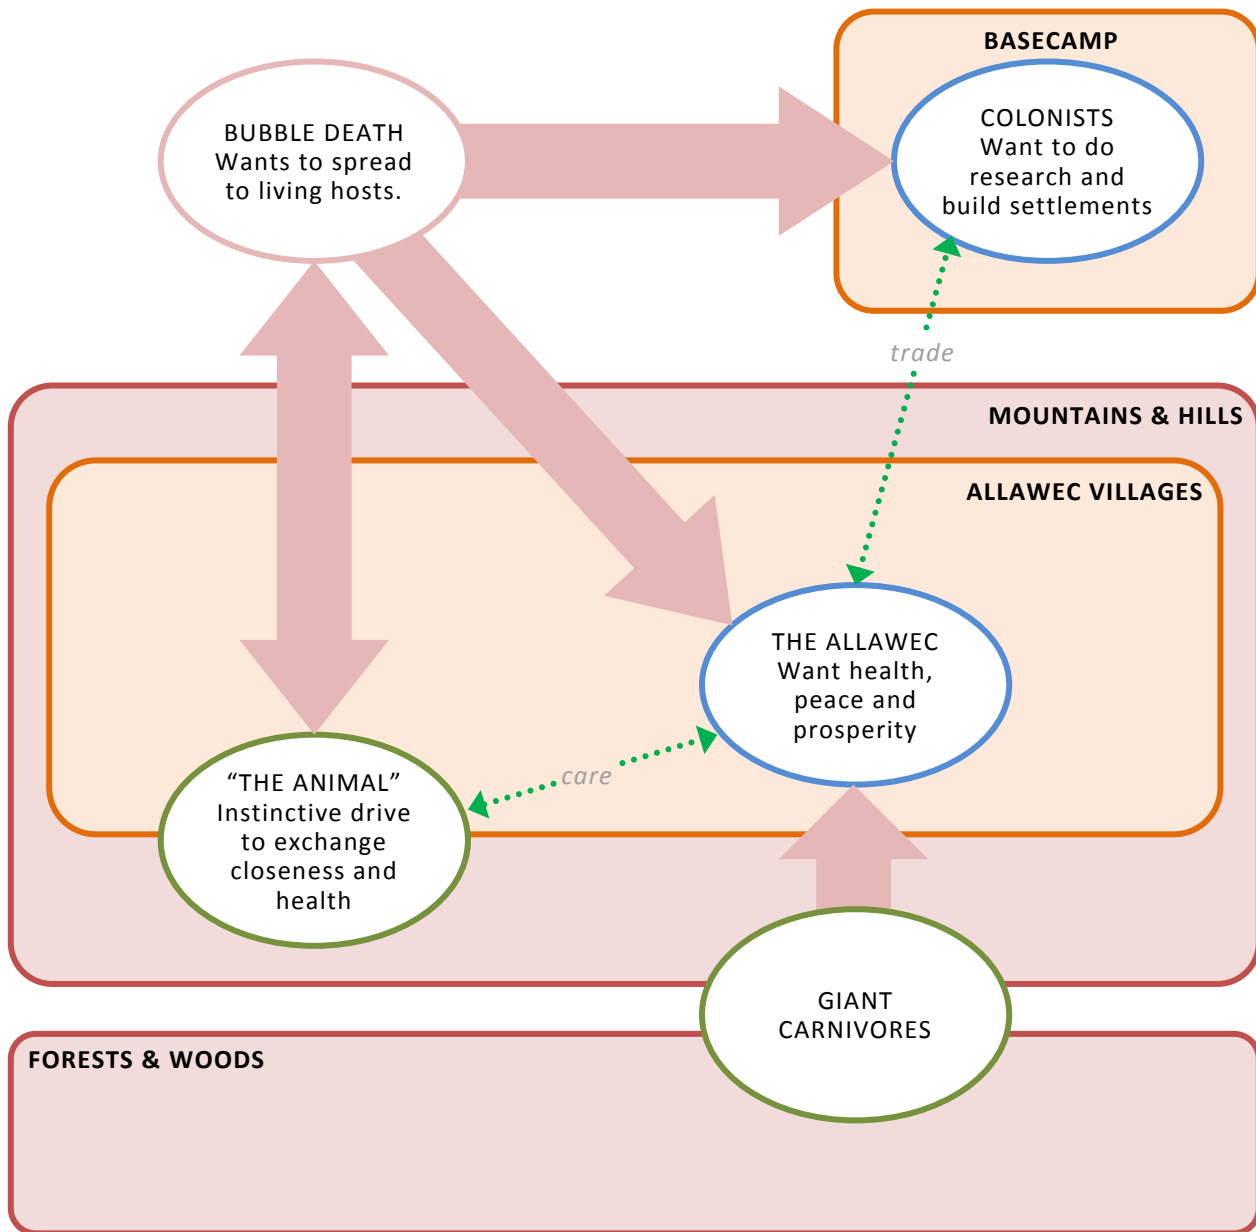 BASECAMP
BUBBLE DEATH
Wants to spread
to living hosts.
COLONISTS
Want to do
research and
build settlements
trade
MOUNTAINS & HILLS
ALLAWEC VILLAGES
THE ALLAWEC
Want health,
peace and
prosperity
care
“THE ANIMAL”
Instinctive drive
to exchange
closeness and
health
GIANT
CARNIVORES
FORESTS & WOODS